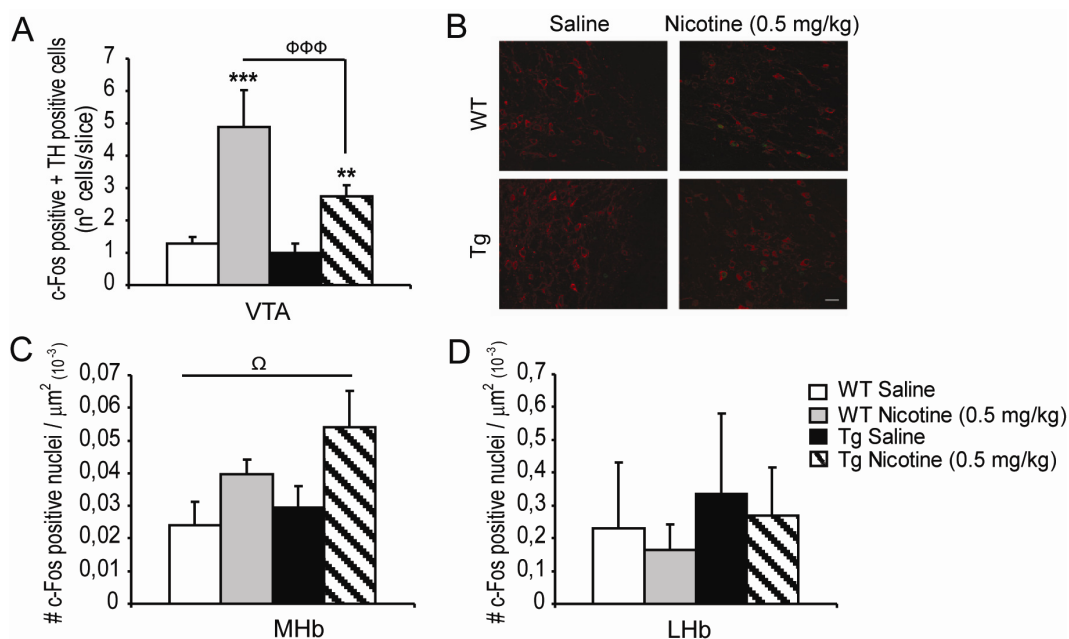 A
c-Fos positive + TH positive cells
(nº cells/slice)
7
6
5
4
3
2
1
0
***
ΦΦΦ
**
VTA
B
Saline
Nicotine (0.5 mg/kg)
WT
Tg
C
# c-Fos positive nuclei / μm² (10⁻³)
0,07
0,06
0,05
0,04
0,03
0,02
0,01
0
Ω
MHb
D
# c-Fos positive nuclei / μm² (10⁻³)
0,7
0,6
0,5
0,4
0,3
0,2
0,1
0
LHb
WT Saline
WT Nicotine (0.5 mg/kg)
Tg Saline
Tg Nicotine (0.5 mg/kg)